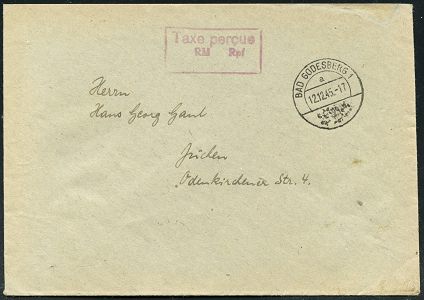 Taxe perçue
RM Rpf
BAD GODESBERG 1
a
12.12.45.-17
Herrn
Hans Georg Gaul
Jüchen
Odenkirchener Str. 4.